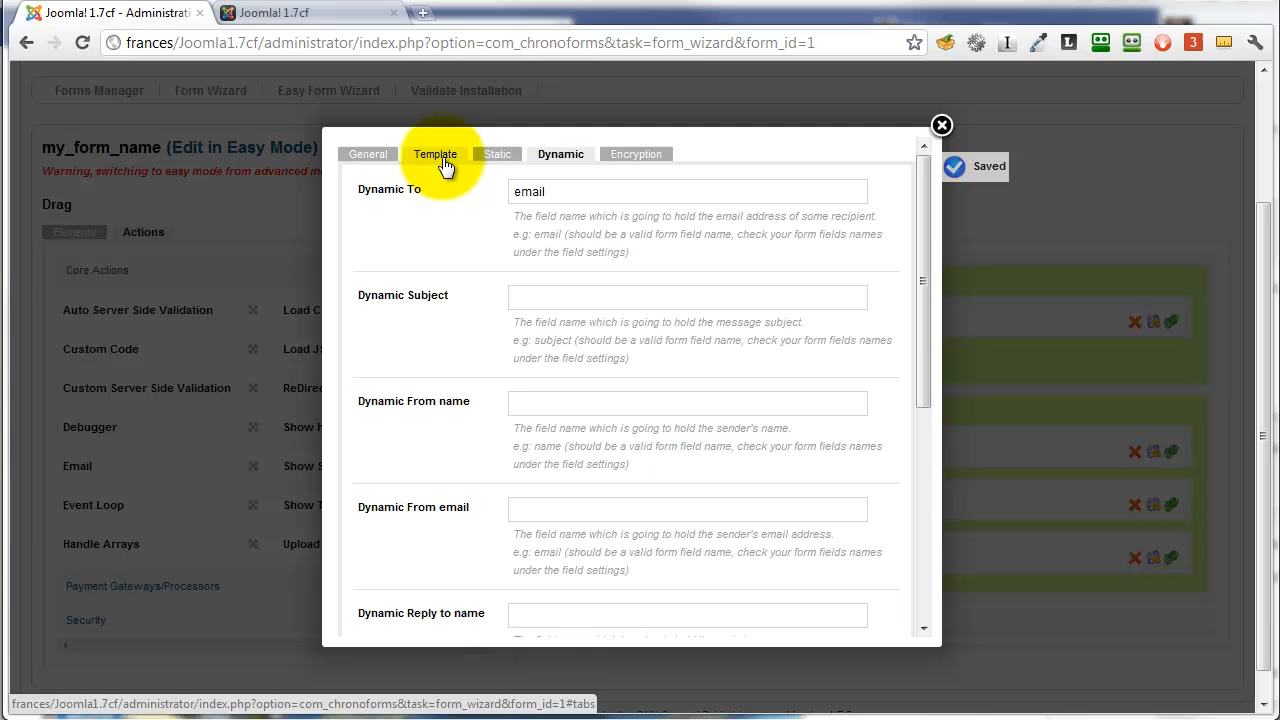 Joomla! 1.7cf - Administrati
Joomla! 1.7cf
frances/Joomla!1.7cf/administrator/index.php?option=com_chronoforms&task=form_wizard&form_id=1
L
3
Forms Manager
Form Wizard
Easy Form Wizard
Validate Installation
my_form_name (Edit in Easy Mode)
Warning, switching to easy mode from
Drag
Elements
Actions
Core Actions
Auto Server Side Validation
Load C
Custom Code
Load JS
Custom Server Side Validation
ReDirec
Debugger
Show h
Email
Show S
Event Loop
Show T
Handle Arrays
Upload
Payment Gateways/Processors
Security
Saved
General
Template
Static
Dynamic
Encryption
Dynamic To
email
The field name which is going to hold the email address of some recipient.
e.g: email (should be a valid form field name, check your form fields names
under the field settings)
Dynamic Subject
The field name which is going to hold the message subject.
e.g: subject (should be a valid form field name, check your form fields names
under the field settings)
Dynamic From name
The field name which is going to hold the sender's name.
e.g: name (should be a valid form field name, check your form fields names
under the field settings)
Dynamic From email
The field name which is going to hold the sender's email address.
e.g: email (should be a valid form field name, check your form fields names
under the field settings)
Dynamic Reply to name
frances/Joomla!1.7cf/administrator/index.php?option=com_chronoforms&task=form_wizard&form_id=1#tabs